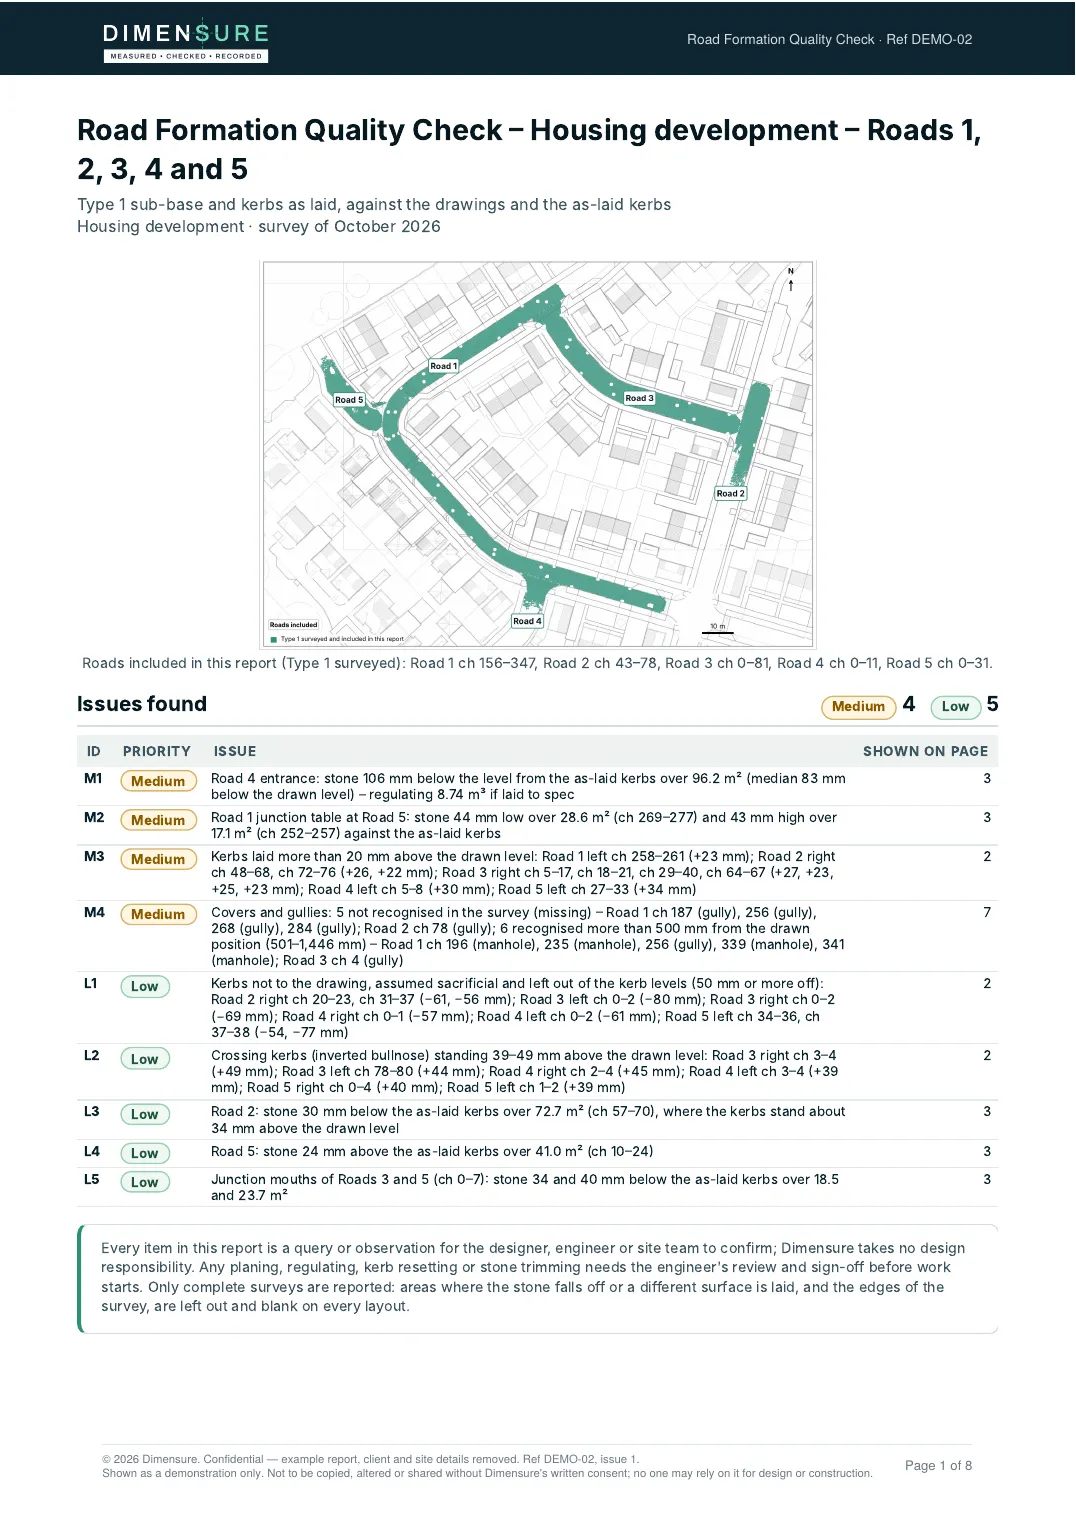 DIMENSURE
MEASURED • CHECKED • RECORDED
Road Formation Quality Check · Ref DEMO-02
Road Formation Quality Check – Housing development – Roads 1,
2, 3, 4 and 5
Type 1 sub-base and kerbs as laid, against the drawings and the as-laid kerbs
Housing development · survey of October 2026
N
Road 1
Road 5
Road 3
Road 2
Road 4
10 m
Roads included
Type 1 surveyed and included in this report
Roads included in this report (Type 1 surveyed): Road 1 ch 156–347, Road 2 ch 43–78, Road 3 ch 0–81, Road 4 ch 0–11, Road 5 ch 0–31.
Issues found
Medium 4 Low 5
ID PRIORITY ISSUE SHOWN ON PAGE
M1 Medium Road 4 entrance: stone 106 mm below the level from the as-laid kerbs over 96.2 m² (median 83 mm 3
below the drawn level) – regulating 8.74 m³ if laid to spec
M2 Medium Road 1 junction table at Road 5: stone 44 mm low over 28.6 m² (ch 269–277) and 43 mm high over 3
17.1 m² (ch 252–257) against the as-laid kerbs
M3 Medium Kerbs laid more than 20 mm above the drawn level: Road 1 left ch 258–261 (+23 mm); Road 2 right 2
ch 48–68, ch 72–76 (+26, +22 mm); Road 3 right ch 5–17, ch 18–21, ch 29–40, ch 64–67 (+27, +23,
+25, +23 mm); Road 4 left ch 5–8 (+30 mm); Road 5 left ch 27–33 (+34 mm)
M4 Medium Covers and gullies: 5 not recognised in the survey (missing) – Road 1 ch 187 (gully), 256 (gully), 7
268 (gully), 284 (gully); Road 2 ch 78 (gully); 6 recognised more than 500 mm from the drawn
position (501–1,446 mm) – Road 1 ch 196 (manhole), 235 (manhole), 256 (gully), 339 (manhole), 341
(manhole); Road 3 ch 4 (gully)
L1 Low Kerbs not to the drawing, assumed sacrificial and left out of the kerb levels (50 mm or more off): 2
Road 2 right ch 20–23, ch 31–37 (−61, −56 mm); Road 3 left ch 0–2 (−80 mm); Road 3 right ch 0–2
(−69 mm); Road 4 right ch 0–1 (−57 mm); Road 4 left ch 0–2 (−61 mm); Road 5 left ch 34–36, ch
37–38 (−54, −77 mm)
L2 Low Crossing kerbs (inverted bullnose) standing 39–49 mm above the drawn level: Road 3 right ch 3–4 2
(+49 mm); Road 3 left ch 78–80 (+44 mm); Road 4 right ch 2–4 (+45 mm); Road 4 left ch 3–4 (+39
mm); Road 5 right ch 0–4 (+40 mm); Road 5 left ch 1–2 (+39 mm)
L3 Low Road 2: stone 30 mm below the as-laid kerbs over 72.7 m² (ch 57–70), where the kerbs stand about 3
34 mm above the drawn level
L4 Low Road 5: stone 24 mm above the as-laid kerbs over 41.0 m² (ch 10–24) 3
L5 Low Junction mouths of Roads 3 and 5 (ch 0–7): stone 34 and 40 mm below the as-laid kerbs over 18.5 3
and 23.7 m²
Every item in this report is a query or observation for the designer, engineer or site team to confirm; Dimensure takes no design
responsibility. Any planing, regulating, kerb resetting or stone trimming needs the engineer's review and sign-off before work
starts. Only complete surveys are reported: areas where the stone falls off or a different surface is laid, and the edges of the
survey, are left out and blank on every layout.
© 2026 Dimensure. Confidential — example report, client and site details removed. Ref DEMO-02, issue 1.
Shown as a demonstration only. Not to be copied, altered or shared without Dimensure's written consent; no one may rely on it for design or construction.
Page 1 of 8